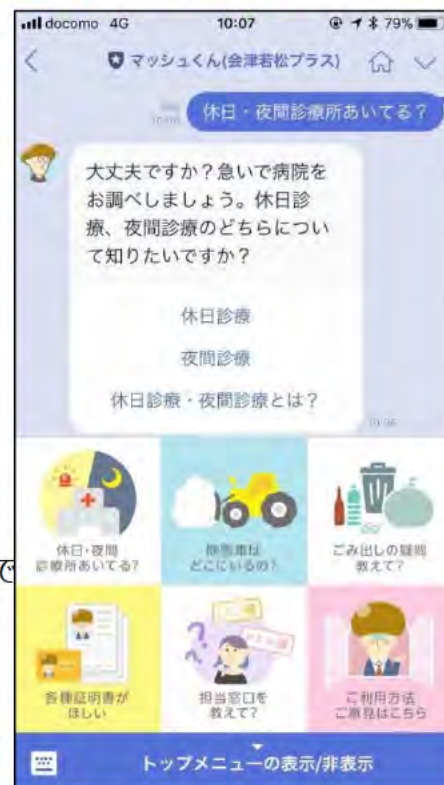 docomo 4G 10:07 79%
マッシュくん(会津若松プラス)
休日・夜間診療所あいてる?
大丈夫ですか?急いで病院を
お調べしましょう。休日診
療、夜間診療のどちらについ
て知りたいですか?
休日診療
夜間診療
休日診療・夜間診療とは?
休日・夜間
診療所あいてる?
除雪車は
どこにいるの?
ごみ出しの疑問
教えて?
各種証明書が
ほしい
担当窓口を
教えて?
ご利用方法
ご意見はこちら
トップメニューの表示/非表示